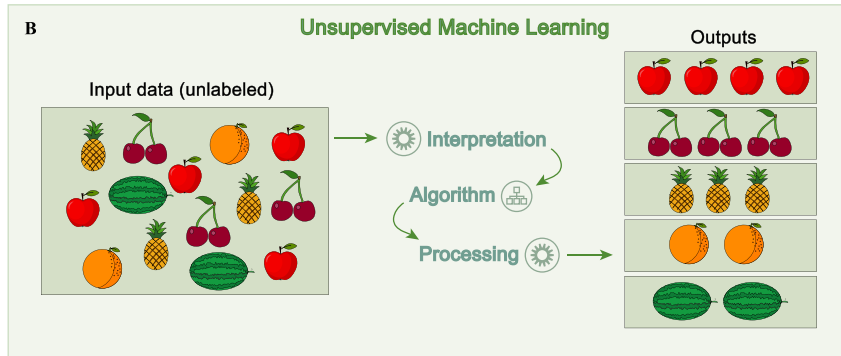 B
Unsupervised Machine Learning
Outputs
Input data (unlabeled)
Interpretation
Algorithm
Processing